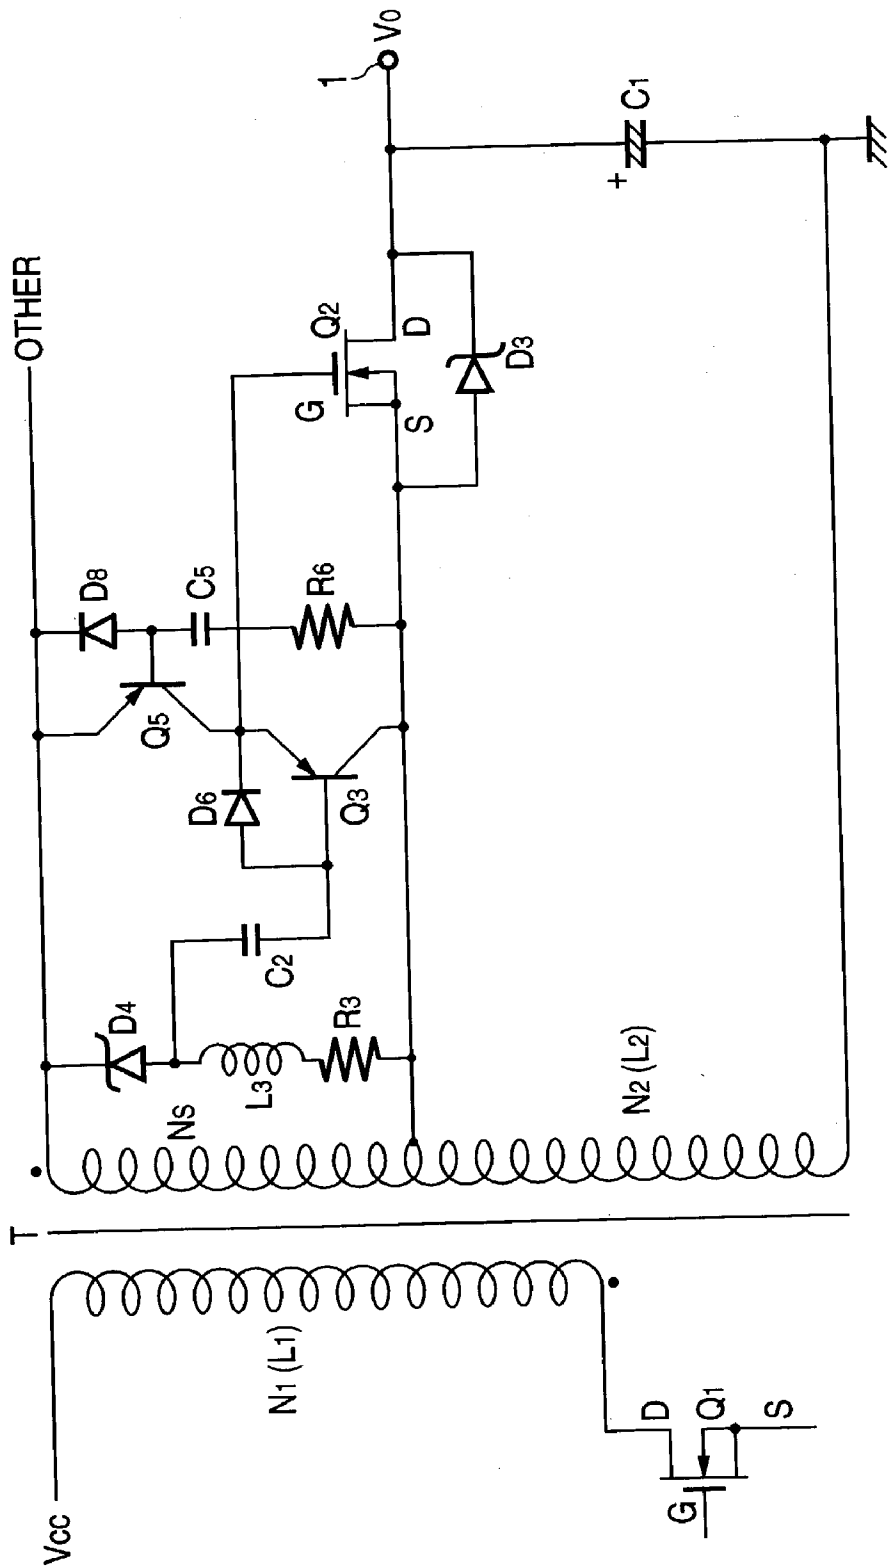 Vcc
N1 (L1)
G
D
Q1
S
T
NS
N2 (L2)
D4
L3
R3
C2
D6
Q3
Q5
D8
C5
R6
OTHER
G
Q2
D
S
D3
1
V0
+
C1